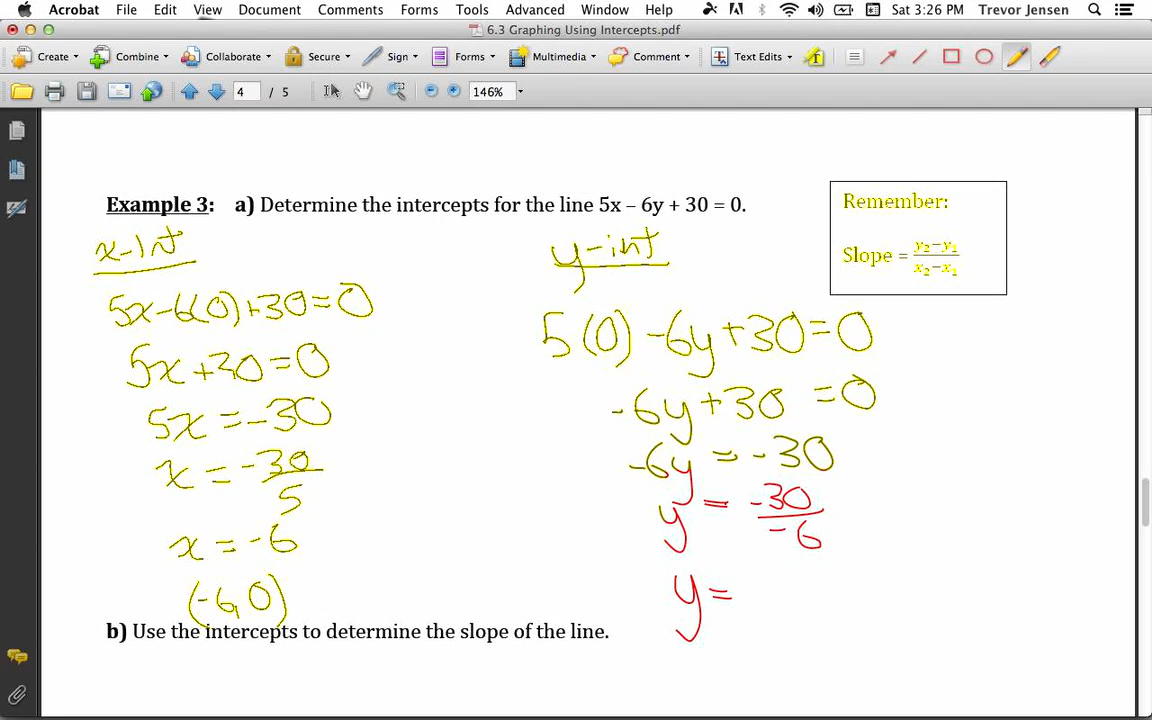 Acrobat File Edit View Document Comments Forms Tools Advanced Window Help Sat 3:26 PM Trevor Jensen
6.3 Graphing Using Intercepts.pdf
Create Combine Collaborate Secure Sign Forms Multimedia Comment Text Edits
4 / 5 146%
Example 3: a) Determine the intercepts for the line 5x – 6y + 30 = 0.
Remember:
Slope = y₂−y₁ / x₂−x₁
x-int
5x-6(0)+30=0
5x+30=0
5x=-30
x=-30/5
x=-6
(-6,0)
y-int
5(0)-6y+30=0
-6y+30=0
-6y=-30
y=-30/-6
y=
b) Use the intercepts to determine the slope of the line.